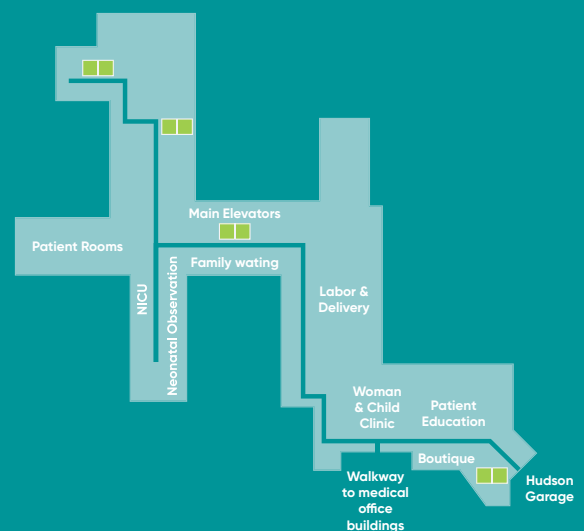 Main Elevators
Patient Rooms
Family wating
NICU
Neonatal Observation
Labor &
Delivery
Woman
& Child
Clinic
Patient
Education
Boutique
Walkway
to medical
office
buildings
Hudson
Garage